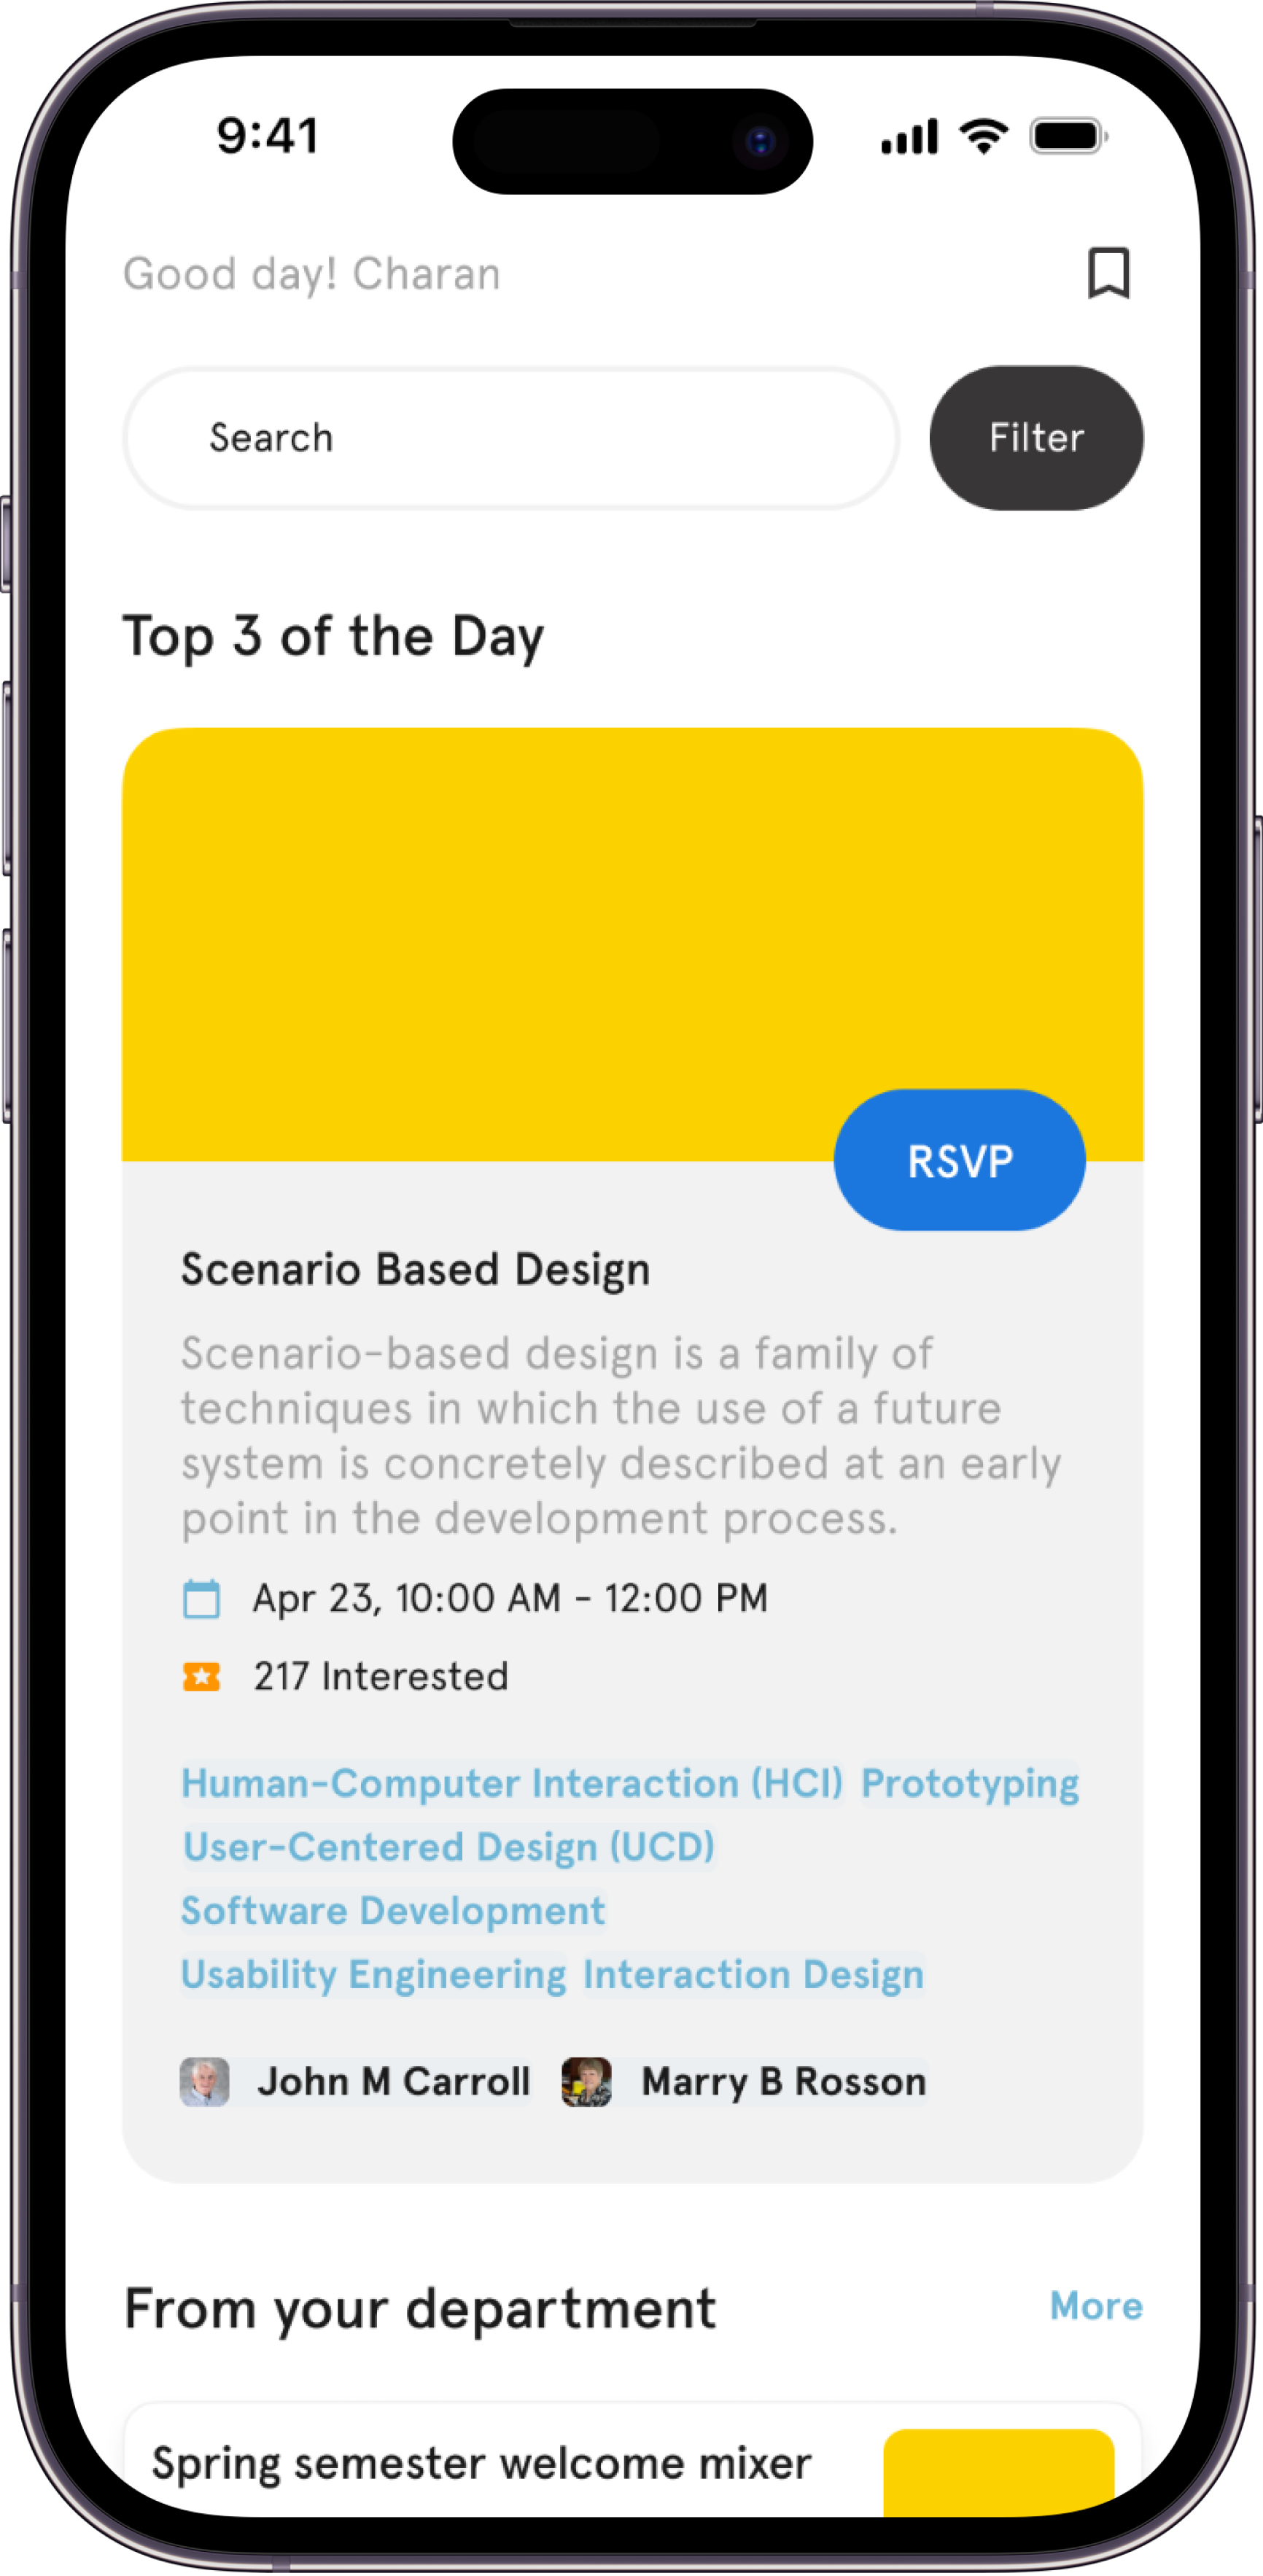 9:41
Good day! Charan
Search
Filter
Top 3 of the Day
RSVP
Scenario Based Design
Scenario-based design is a family of
techniques in which the use of a future
system is concretely described at an early
point in the development process.
Apr 23, 10:00 AM - 12:00 PM
217 Interested
Human-Computer Interaction (HCI) Prototyping
User-Centered Design (UCD)
Software Development
Usability Engineering Interaction Design
John M Carroll Marry B Rosson
From your department More
Spring semester welcome mixer